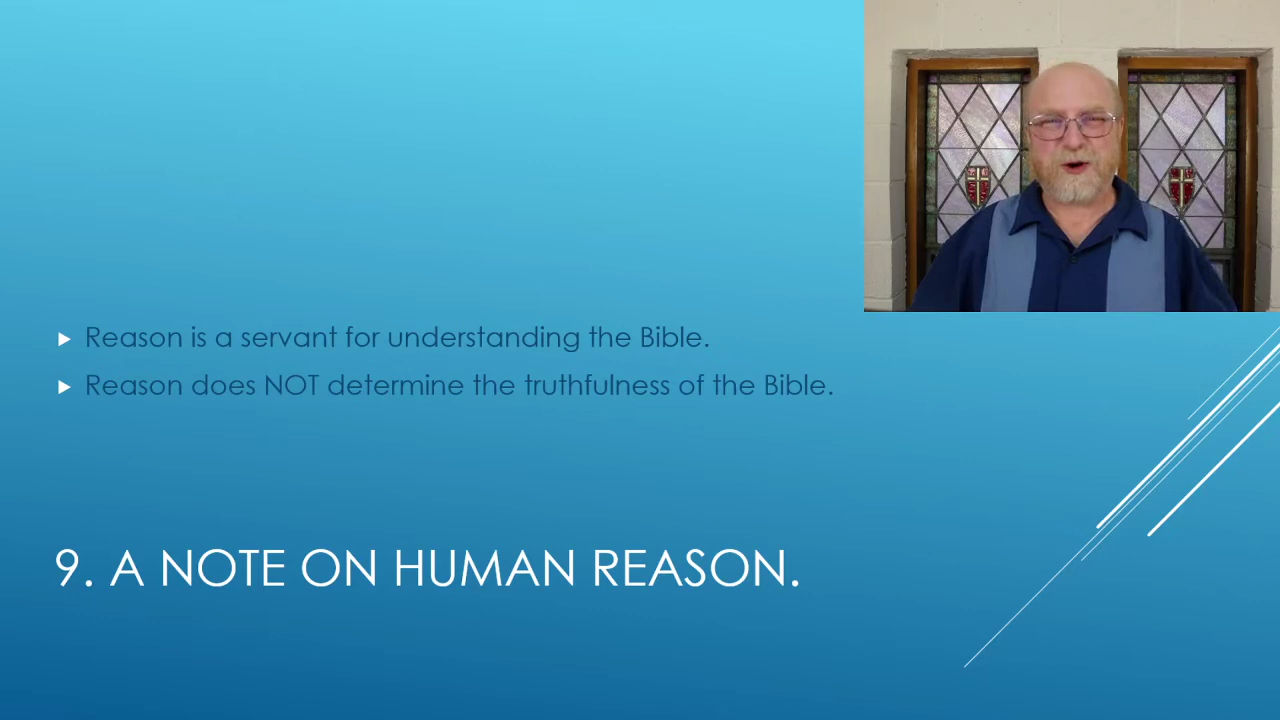 Reason is a servant for understanding the Bible.
Reason does NOT determine the truthfulness of the Bible.
9. A NOTE ON HUMAN REASON.